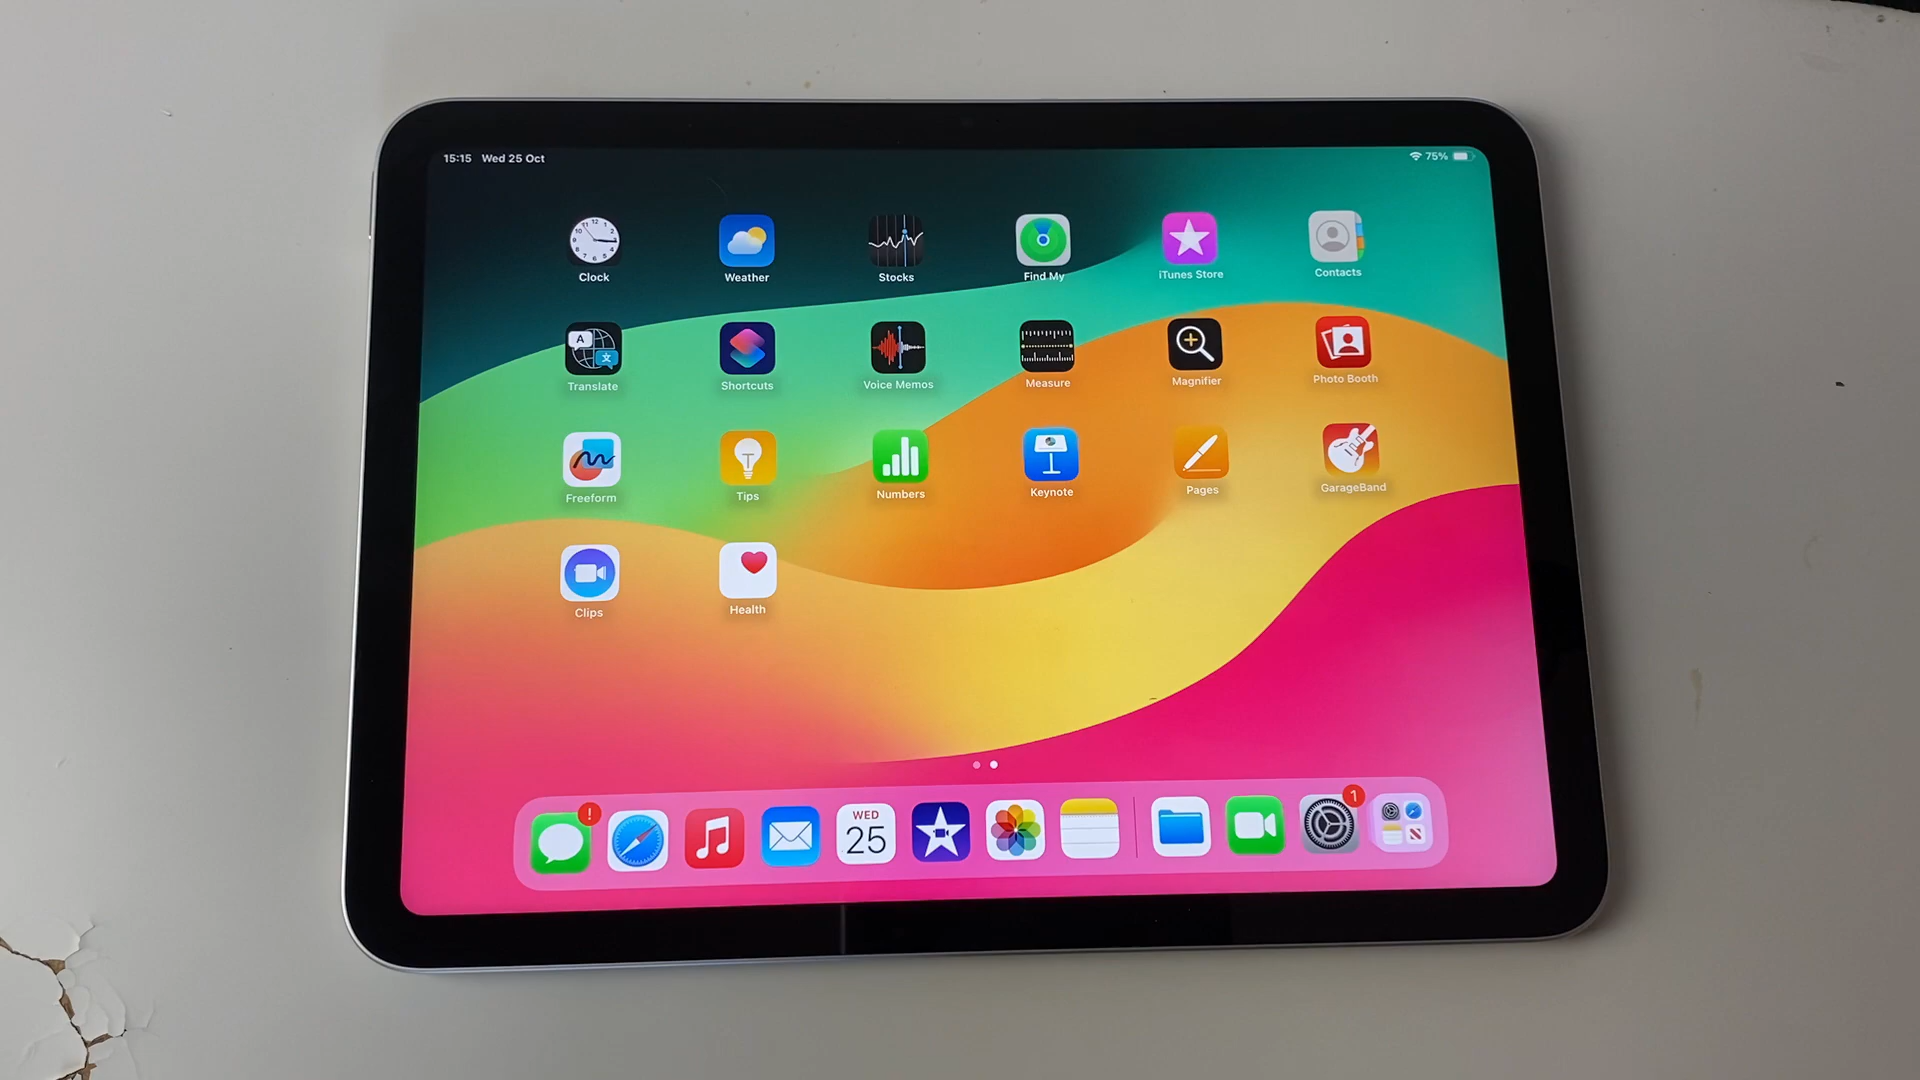 15:15 Wed 25 Oct
75%
Clock Weather Stocks Find My iTunes Store Contacts
A 文
Translate Shortcuts Voice Memos Measure Magnifier Photo Booth
Freeform Tips Numbers Keynote Pages GarageBand
Clips Health
! 1
WED
25